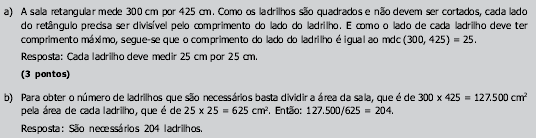 a) A sala retangular mede 300 cm por 425 cm. Como os ladrilhos são quadrados e não devem ser cortados, cada lado
do retângulo precisa ser divisível pelo comprimento do lado do ladrilho. E como o lado de cada ladrilho deve ter
comprimento máximo, segue-se que o comprimento do lado do ladrilho é igual ao mdc (300, 425) = 25.
Resposta: Cada ladrilho deve medir 25 cm por 25 cm.
(3 pontos)
b) Para obter o número de ladrilhos que são necessários basta dividir a área da sala, que é de 300 x 425 = 127.500 cm²
pela área de cada ladrilho, que é de 25 x 25 = 625 cm². Então: 127.500/625 = 204.
Resposta: São necessários 204 ladrilhos.